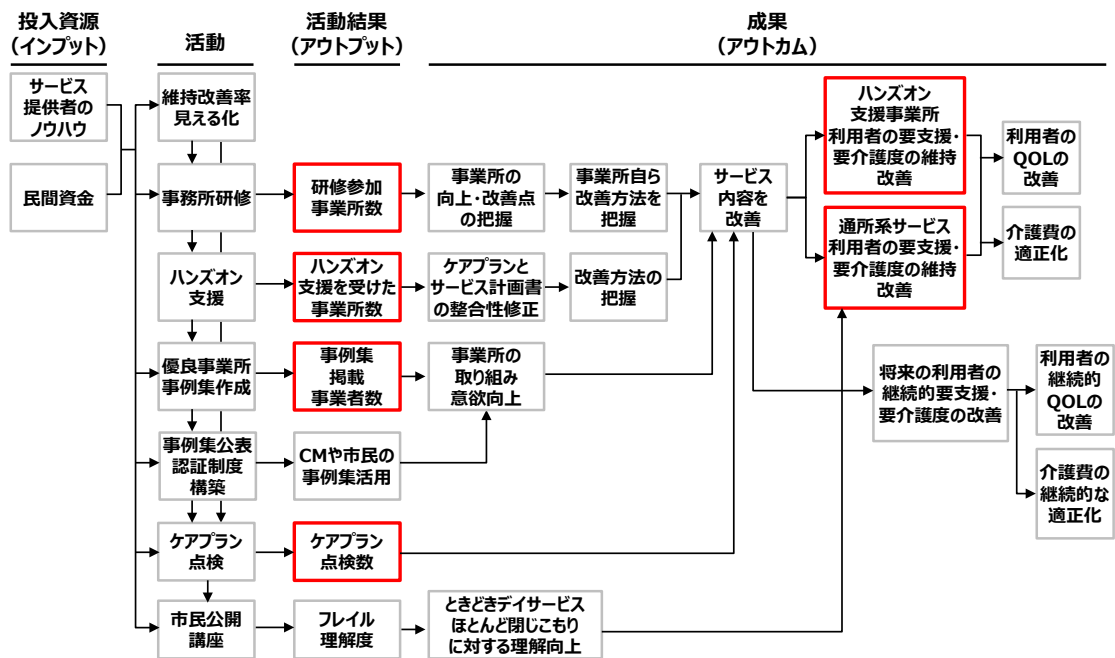 投入資源
（インプット）
活動
活動結果
（アウトプット）
成果
（アウトカム）
サービス
提供者の
ノウハウ
民間資金
維持改善率
見える化
事務所研修
ハンズオン
支援
優良事業所
事例集作成
事例集公表
認証制度
構築
ケアプラン
点検
市民公開
講座
研修参加
事業所数
ハンズオン
支援を受けた
事業所数
事例集
掲載
事業者数
CMや市民の
事例集活用
ケアプラン
点検数
フレイル
理解度
事業所の
向上・改善点
の把握
事業所自ら
改善方法を
把握
ケアプランと
サービス計画書
の整合性修正
改善方法の
把握
事業所の
取り組み
意欲向上
ときどきデイサービス
ほとんど閉じこもり
に対する理解向上
サービス
内容を
改善
ハンズオン
支援事業所
利用者の要支援・
要介護度の維持
改善
通所系サービス
利用者の要支援・
要介護度の維持
改善
利用者の
QOLの
改善
介護費の
適正化
将来の利用者の
継続的要支援・
要介護度の改善
利用者の
継続的
QOLの
改善
介護費の
継続的な
適正化